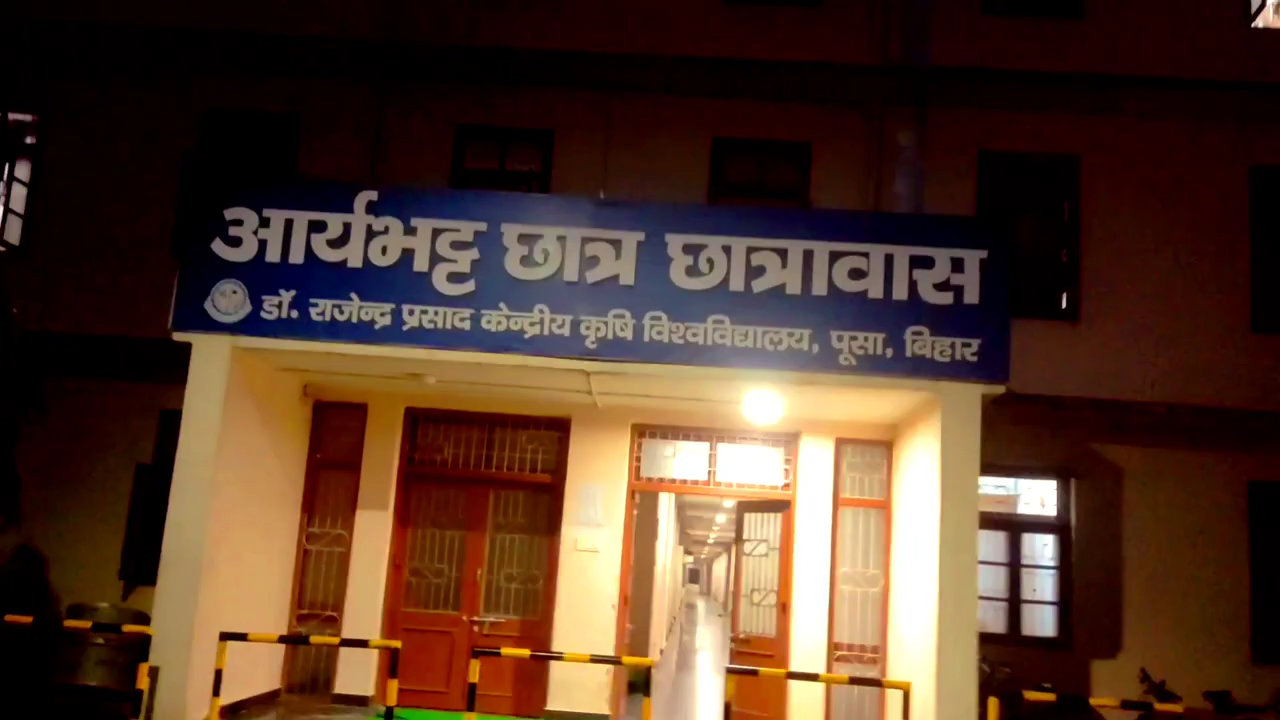 आर्यभट्ट छात्र छात्रावास
डॉ. राजेन्द्र प्रसाद केन्द्रीय कृषि विश्वविद्यालय, पूसा, बिहार